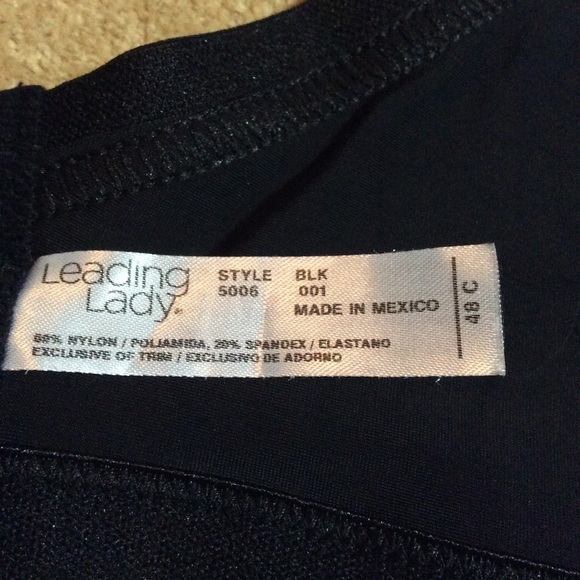 Leading
Lady
STYLE BLK
5006 001
MADE IN MEXICO
NYLON / POLIAMIDA, 20% SPANDEX / ELASTANO
EXCLUSIVE OF TRIM / EXCLUSIVO DE ADORNO
48 C